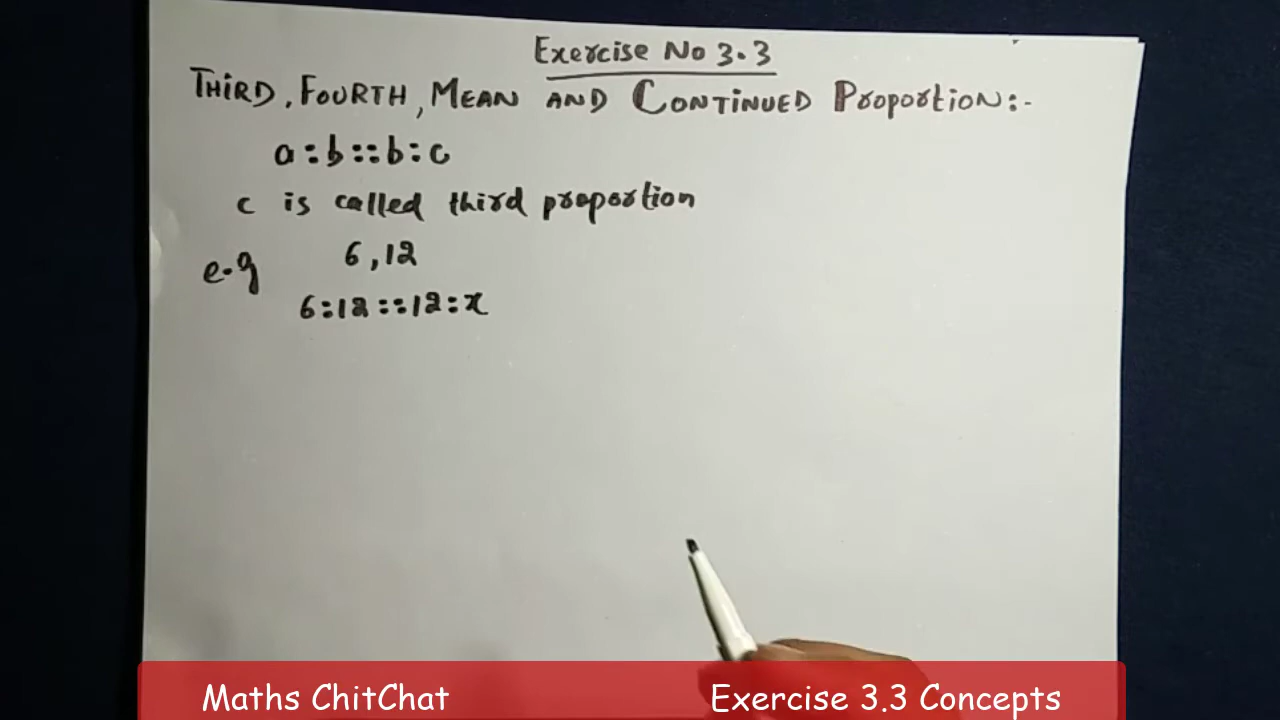 Exercise No 3.3
THIRD, FOURTH, MEAN AND CONTINUED Proportion:-
a:b::b:c
c is called third proportion
e.g 6,12
6:12::12:x
Maths ChitChat Exercise 3.3 Concepts